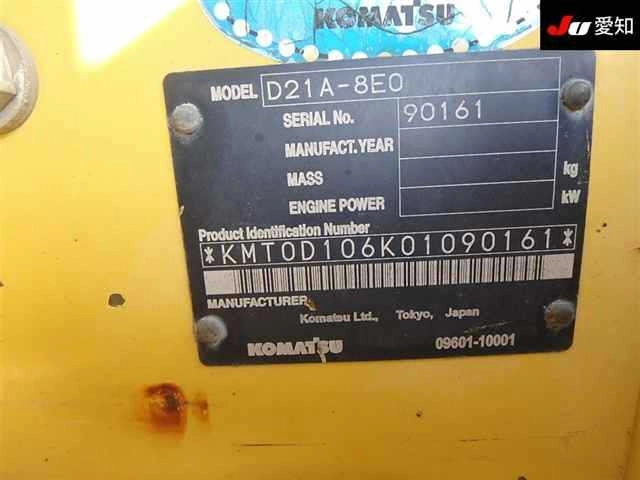 KOMATSU
JU 愛知
MODEL D21A-8E0
SERIAL No. 90161
MANUFACT.YEAR
MASS kg
ENGINE POWER kW
Product Identification Number
*KMT0D106K01090161*
MANUFACTURER
Komatsu Ltd., Tokyo, Japan
KOMATSU 09601-10001